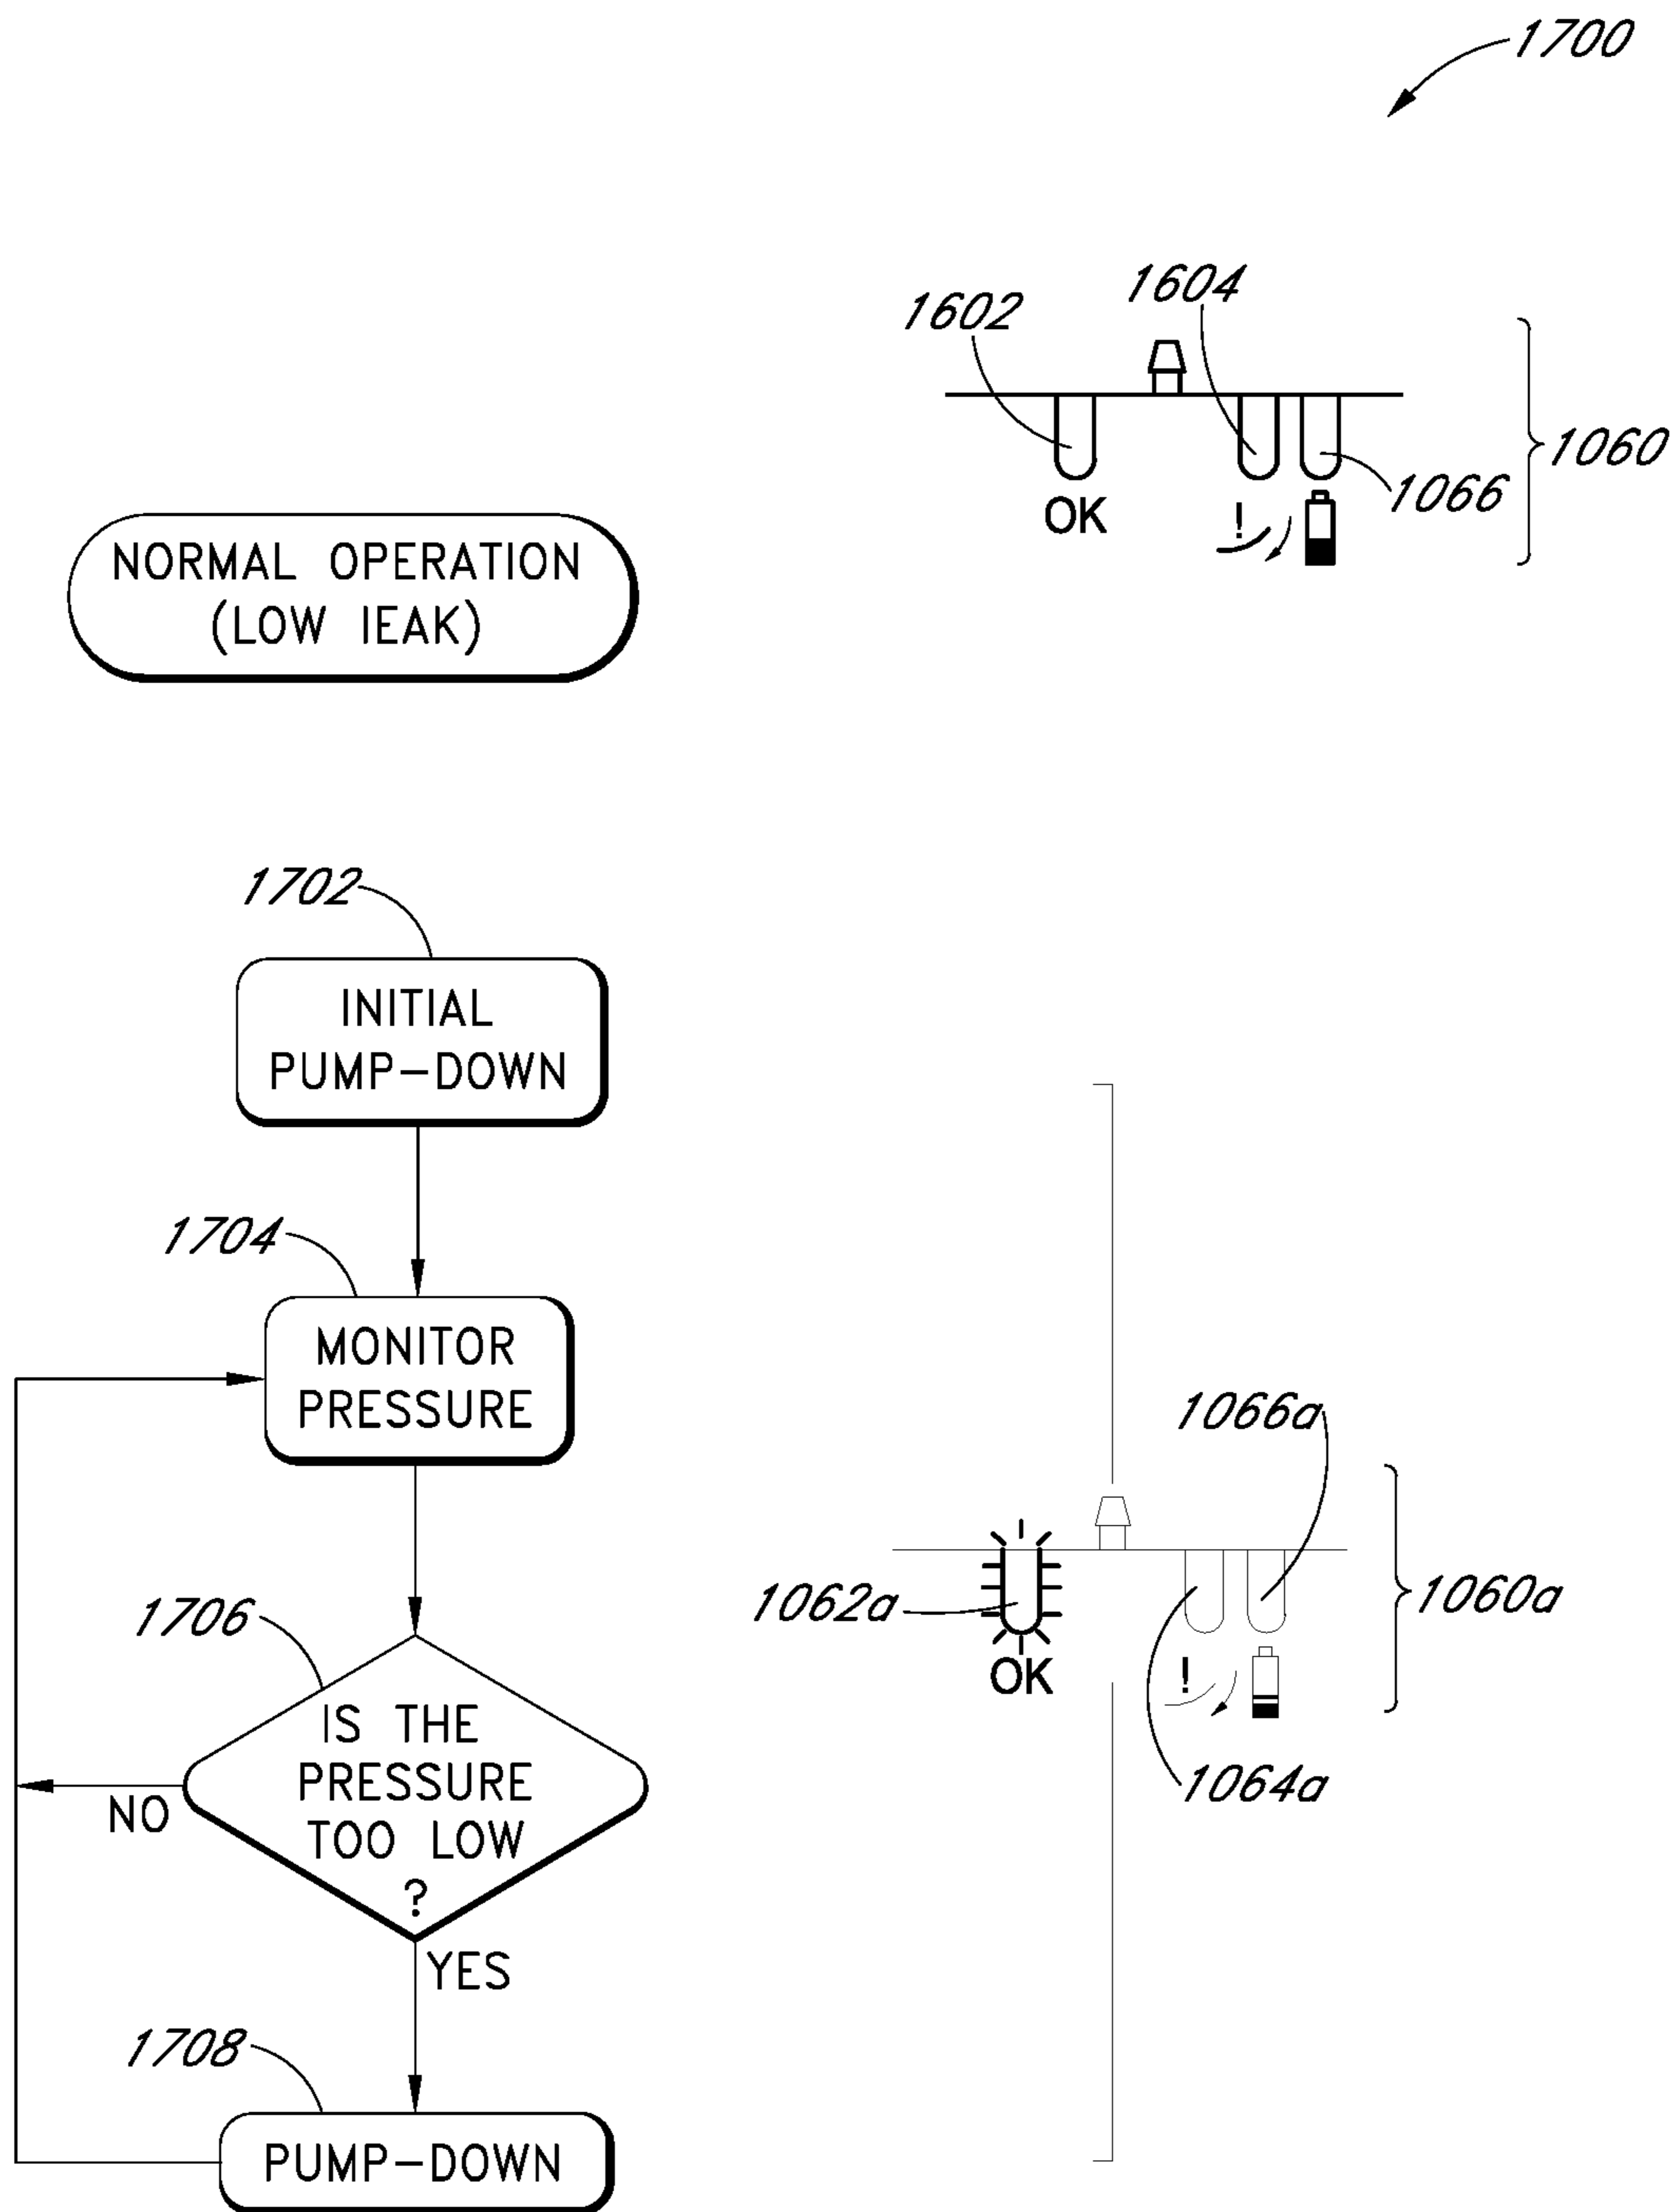 1700
1602
1604
1060
1066
OK
!
NORMAL OPERATION
(LOW IEAK)
1702
INITIAL
PUMP-DOWN
1704
MONITOR
PRESSURE
1066a
1062a
1060a
OK
!
1064a
1706
IS THE
PRESSURE
TOO LOW
?
NO
YES
1708
PUMP-DOWN